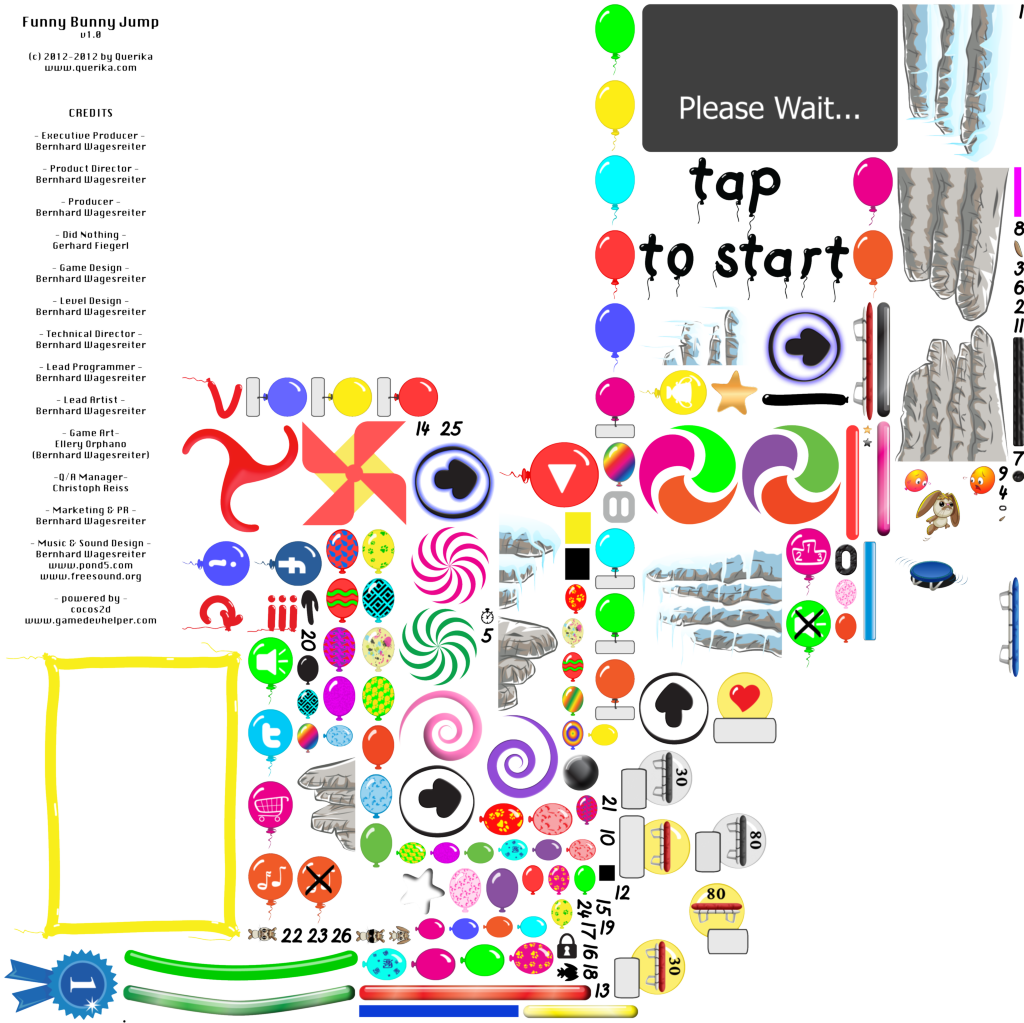 Funny Bunny Jump
v1.0
(c) 2012-2012 by Querika
www.querika.com
CREDITS
- Executive Producer -
Bernhard Wagesreiter
- Product Director -
Bernhard Wagesreiter
- Producer -
Bernhard Wagesreiter
- Did Nothing -
Gerhard Fiegerl
- Game Design -
Bernhard Wagesreiter
- Level Design -
Bernhard Wagesreiter
- Technical Director -
Bernhard Wagesreiter
- Lead Programmer -
Bernhard Wagesreiter
- Lead Artist -
Bernhard Wagesreiter
- Game Art-
Ellery Orphano
(Bernhard Wagesreiter)
-Q/A Manager-
Christoph Reiss
- Marketing & PR -
Bernhard Wagesreiter
- Music & Sound Design -
Bernhard Wagesreiter
www.pond5.com
www.freesound.org
- powered by -
cocos2d
www.gamedevhelper.com
Please Wait...
tap
to start
1
8
3
6
2
11
7
9
4
14 25
5
20
21
10
12
15
24
17
19
16
18
13
22 23 26
1 2 3
0
30
80
80
30
1